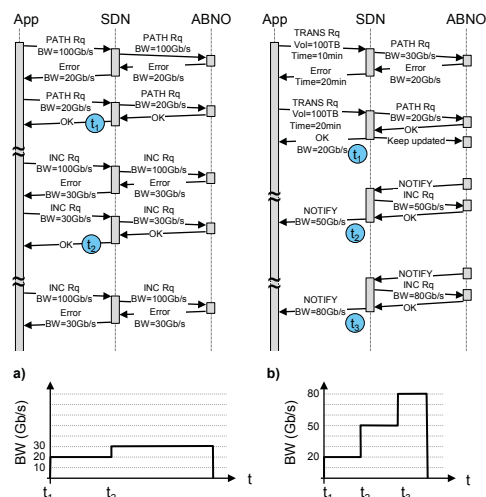 App SDN ABNO
PATH Rq
BW=100Gb/s
PATH Rq
BW=100Gb/s
Error
BW=20Gb/s
Error
BW=20Gb/s
PATH Rq
BW=20Gb/s
PATH Rq
BW=20Gb/s
OK
t1
OK
INC Rq
BW=100Gb/s
INC Rq
BW=100Gb/s
Error
BW=30Gb/s
Error
BW=30Gb/s
INC Rq
BW=30Gb/s
INC Rq
BW=30Gb/s
OK
t2
OK
INC Rq
BW=100Gb/s
INC Rq
BW=100Gb/s
Error
BW=30Gb/s
Error
BW=30Gb/s
App SDN ABNO
TRANS Rq
Vol=100TB
Time=10min
PATH Rq
BW=30Gb/s
Error
Time=20min
Error
BW=20Gb/s
TRANS Rq
Vol=100TB
Time=20min
PATH Rq
BW=20Gb/s
OK
OK
BW=20Gb/s
Keep updated
t1
NOTIFY
INC Rq
BW=50Gb/s
NOTIFY
BW=50Gb/s
OK
t2
NOTIFY
INC Rq
BW=80Gb/s
NOTIFY
BW=80Gb/s
OK
t3
a)
BW (Gb/s)
30
20
10
t1 t2 t
b)
BW (Gb/s)
80
50
20
t1 t2 t3 t